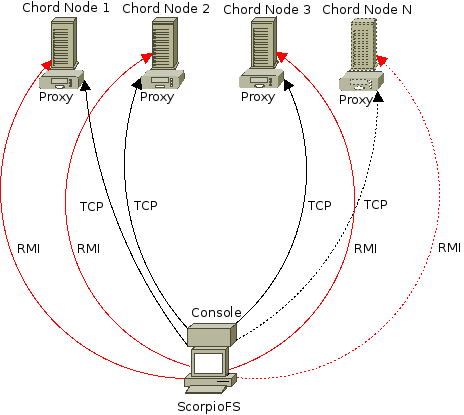 Chord Node 1
Chord Node 2
Chord Node 3
Chord Node N
Proxy
Proxy
Proxy
Proxy
TCP
TCP
TCP
TCP
RMI
RMI
RMI
RMI
Console
ScorpioFS